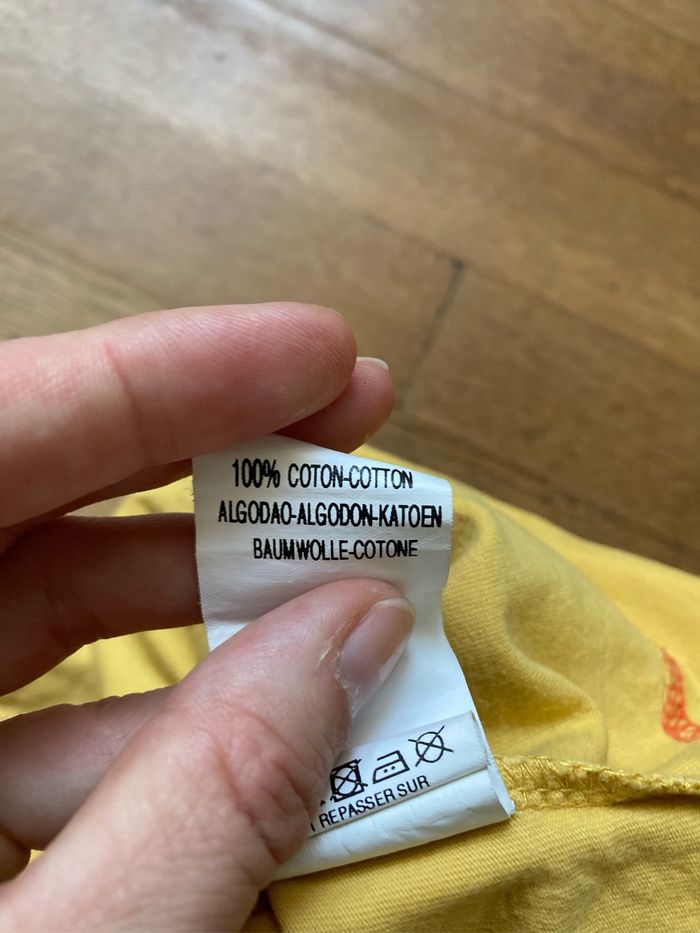 100% COTON-COTTON
ALGODAO-ALGODON-KATOEN
BAUMWOLLE-COTONE
REPASSER SUR